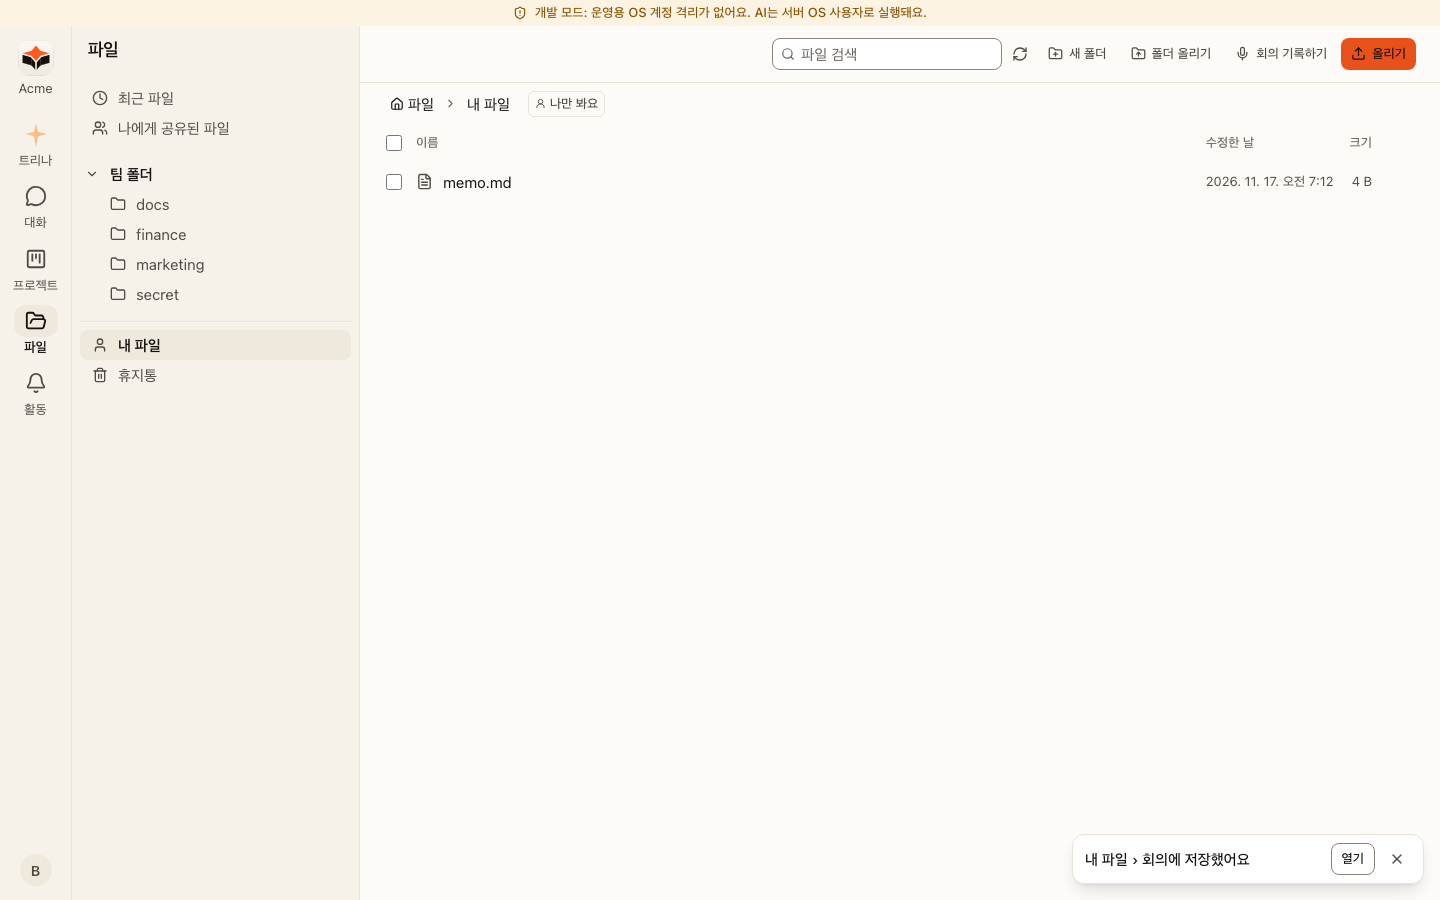 개발 모드: 운영용 OS 계정 격리가 없어요. AI는 서버 OS 사용자로 실행돼요.
Acme
트리나
대화
프로젝트
파일
활동
B
파일
최근 파일
나에게 공유된 파일
팀 폴더
docs
finance
marketing
secret
내 파일
휴지통
파일 검색
새 폴더
폴더 올리기
회의 기록하기
올리기
파일
내 파일
나만 봐요
이름
수정한 날
크기
memo.md
2026. 11. 17. 오전 7:12
4 B
내 파일 › 회의에 저장했어요
열기